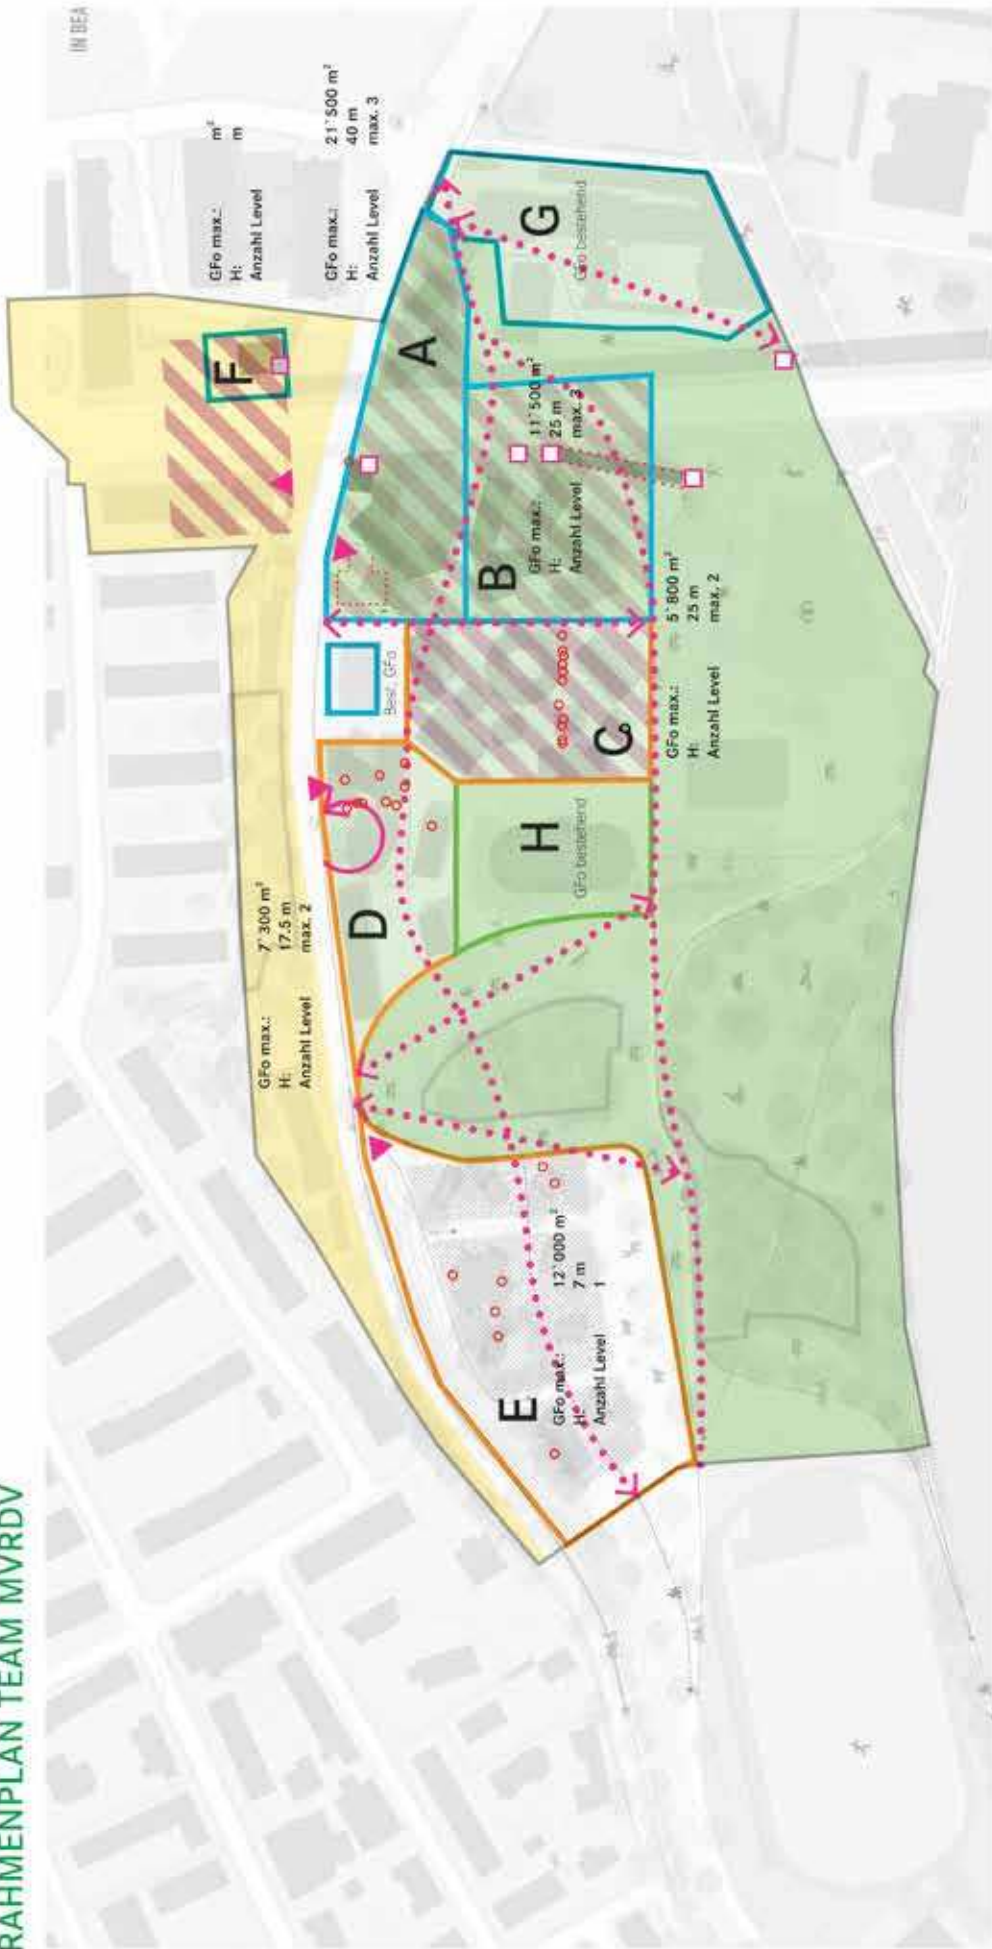 RAHMENPLAN TEAM MVRDV
IN BEA
GFo max.: m²
H: m
Anzahl Level
GFo max.: 21`500 m²
H: 40 m
Anzahl Level max. 3
F
A
G
GFo bestehend
B
GFo max.: 11`500 m²
H: 25 m
Anzahl Level max. 3
Best. GFo
C
GFo max.: 5`800 m²
H: 25 m
Anzahl Level max. 2
GFo max.: 7`300 m²
H: 17.5 m
Anzahl Level max. 2
D
H
GFo bestehend
E
GFo max.: 12`000 m²
H: 7 m
Anzahl Level 1